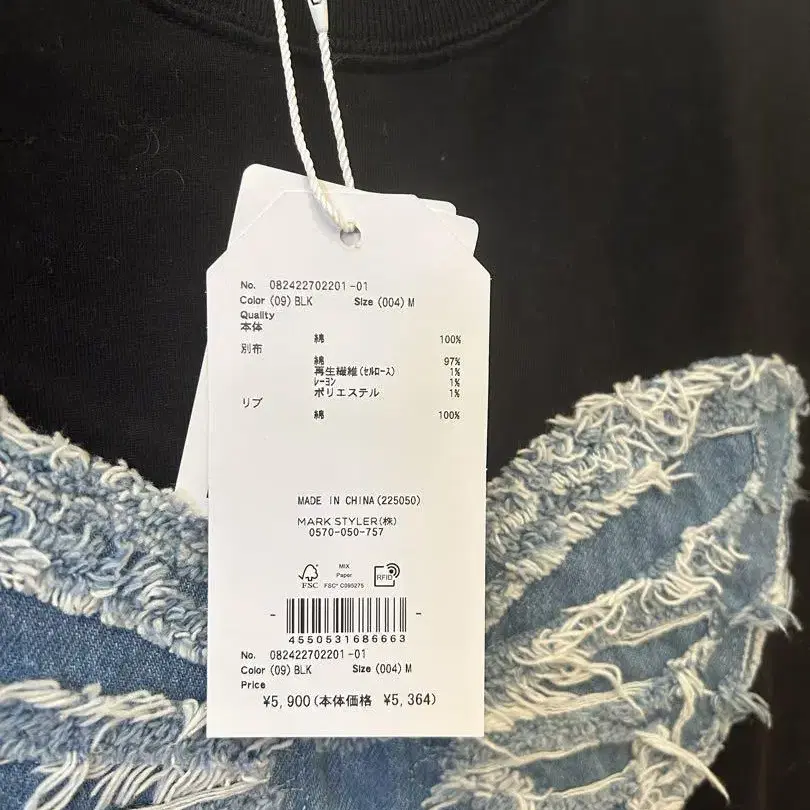 No. 082422702201-01
Color (09) BLK Size (004) M
Quality
本体
綿 100%
別布
綿 97%
再生繊維(ｾﾙﾛｰｽ) 1%
ﾚｰﾖﾝ 1%
ポリエステル 1%
リブ
綿 100%
MADE IN CHINA (225050)
MARK STYLER(株)
0570-050-757
FSC
MIX
Paper
FSC® C095275
RFID
4550531686663
No. 082422702201-01
Color (09) BLK Size (004) M
Price
¥5,900 (本体価格 ¥5,364)